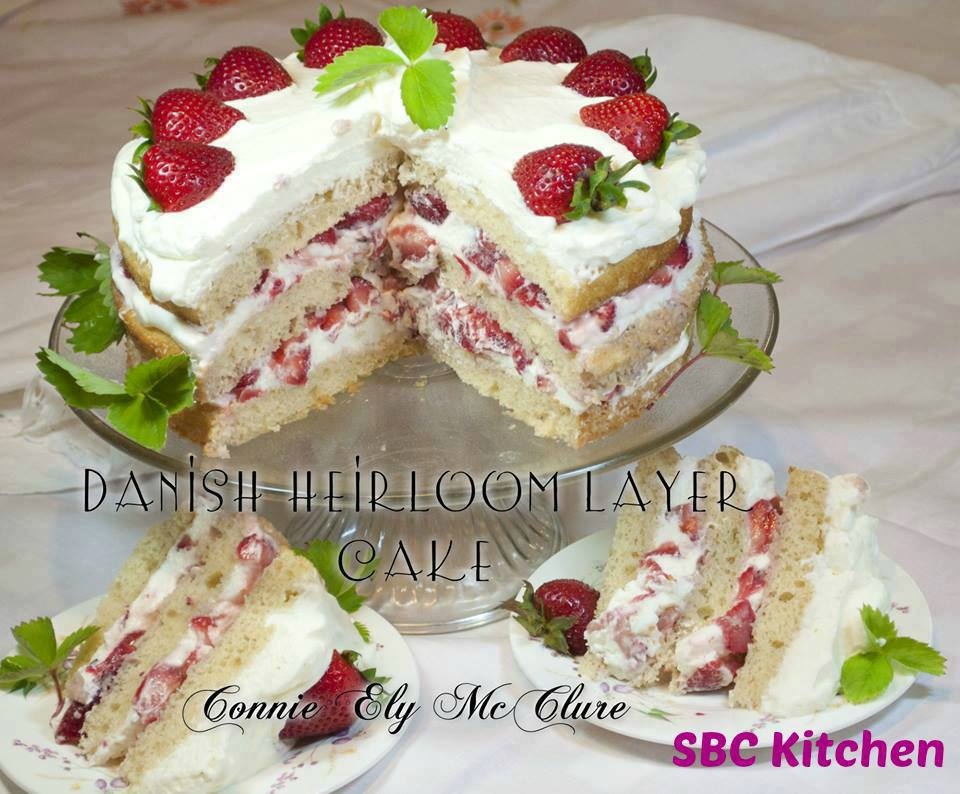 DANISH HEIRLOOM LAYER
CAKE
Connie Ely McClure
SBC Kitchen